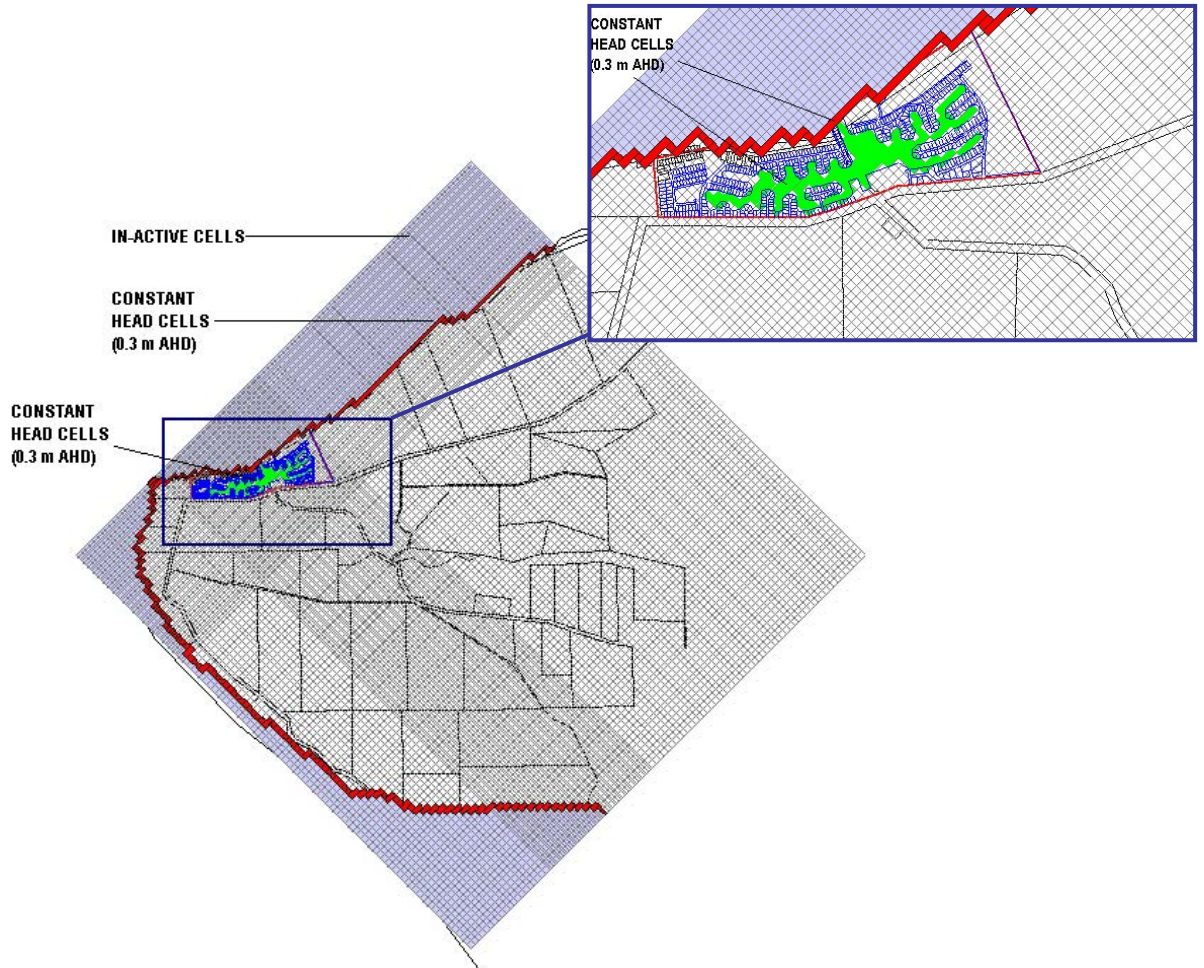 CONSTANT
HEAD CELLS
(0.3 m AHD)
IN-ACTIVE CELLS
CONSTANT
HEAD CELLS
(0.3 m AHD)
CONSTANT
HEAD CELLS
(0.3 m AHD)